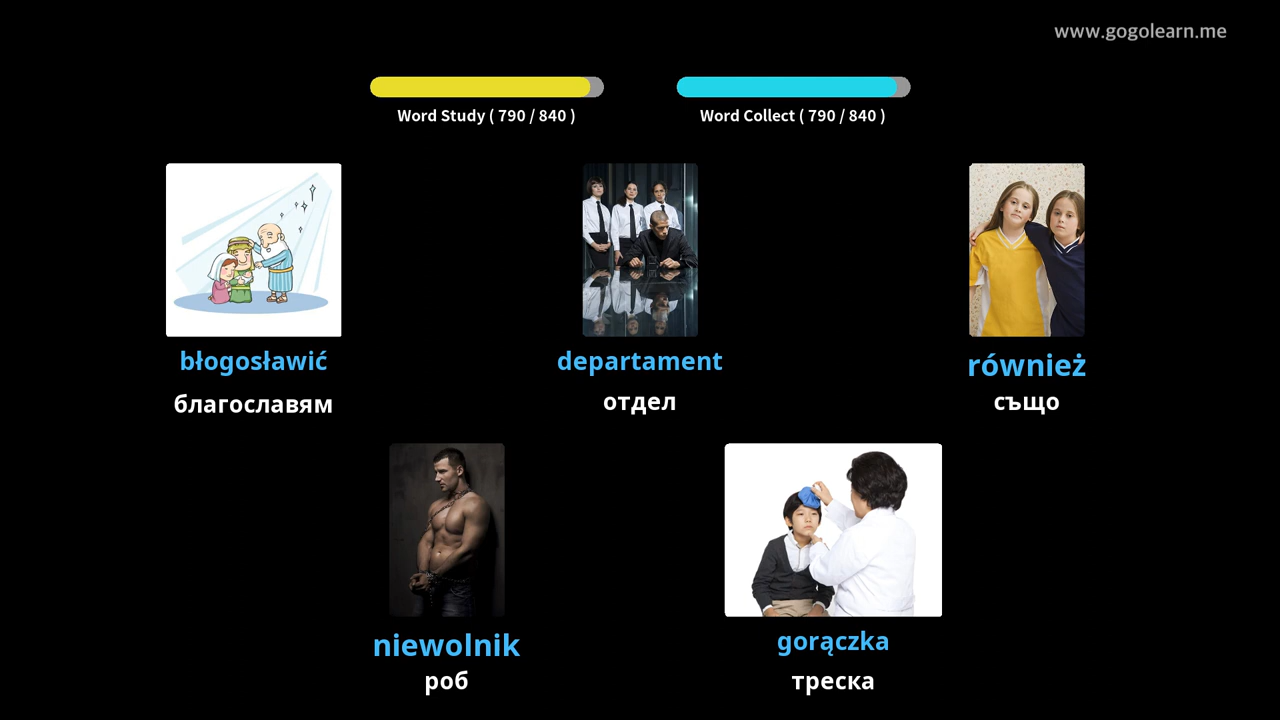 www.gogolearn.me
Word Study ( 790 / 840 )
Word Collect ( 790 / 840 )
błogosławić
благославям
departament
отдел
również
също
niewolnik
роб
gorączka
треска